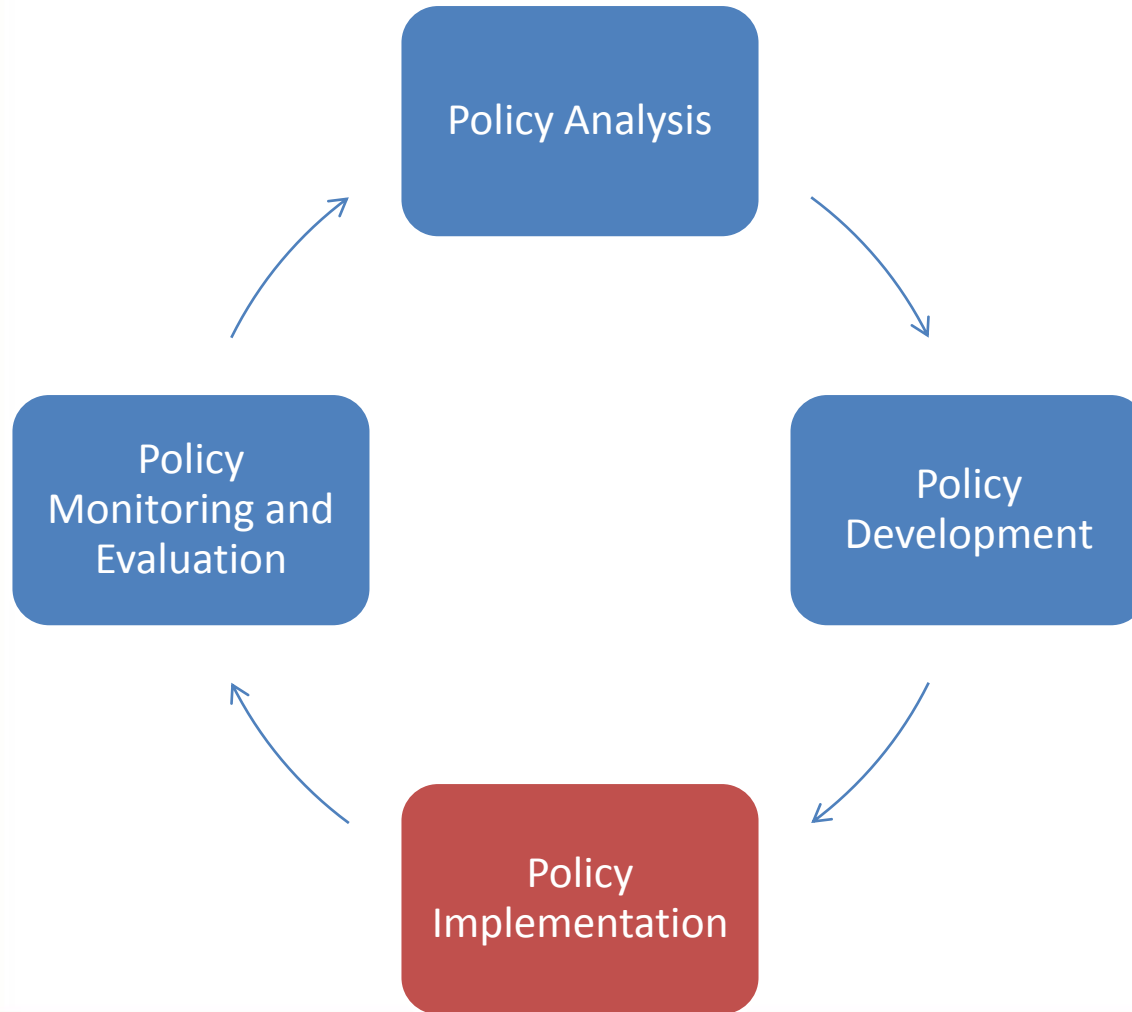 Policy Analysis
Policy
Development
Policy
Implementation
Policy
Monitoring and
Evaluation